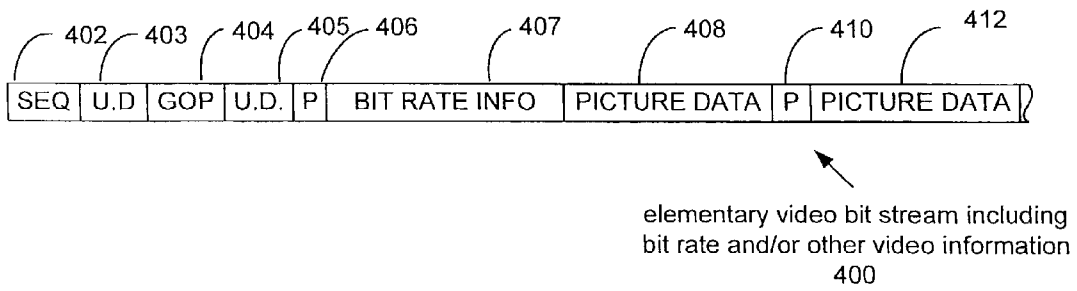 402 403 404 405 406 407 408 410 412
SEQ U.D GOP U.D. P BIT RATE INFO PICTURE DATA P PICTURE DATA
elementary video bit stream including
bit rate and/or other video information
400